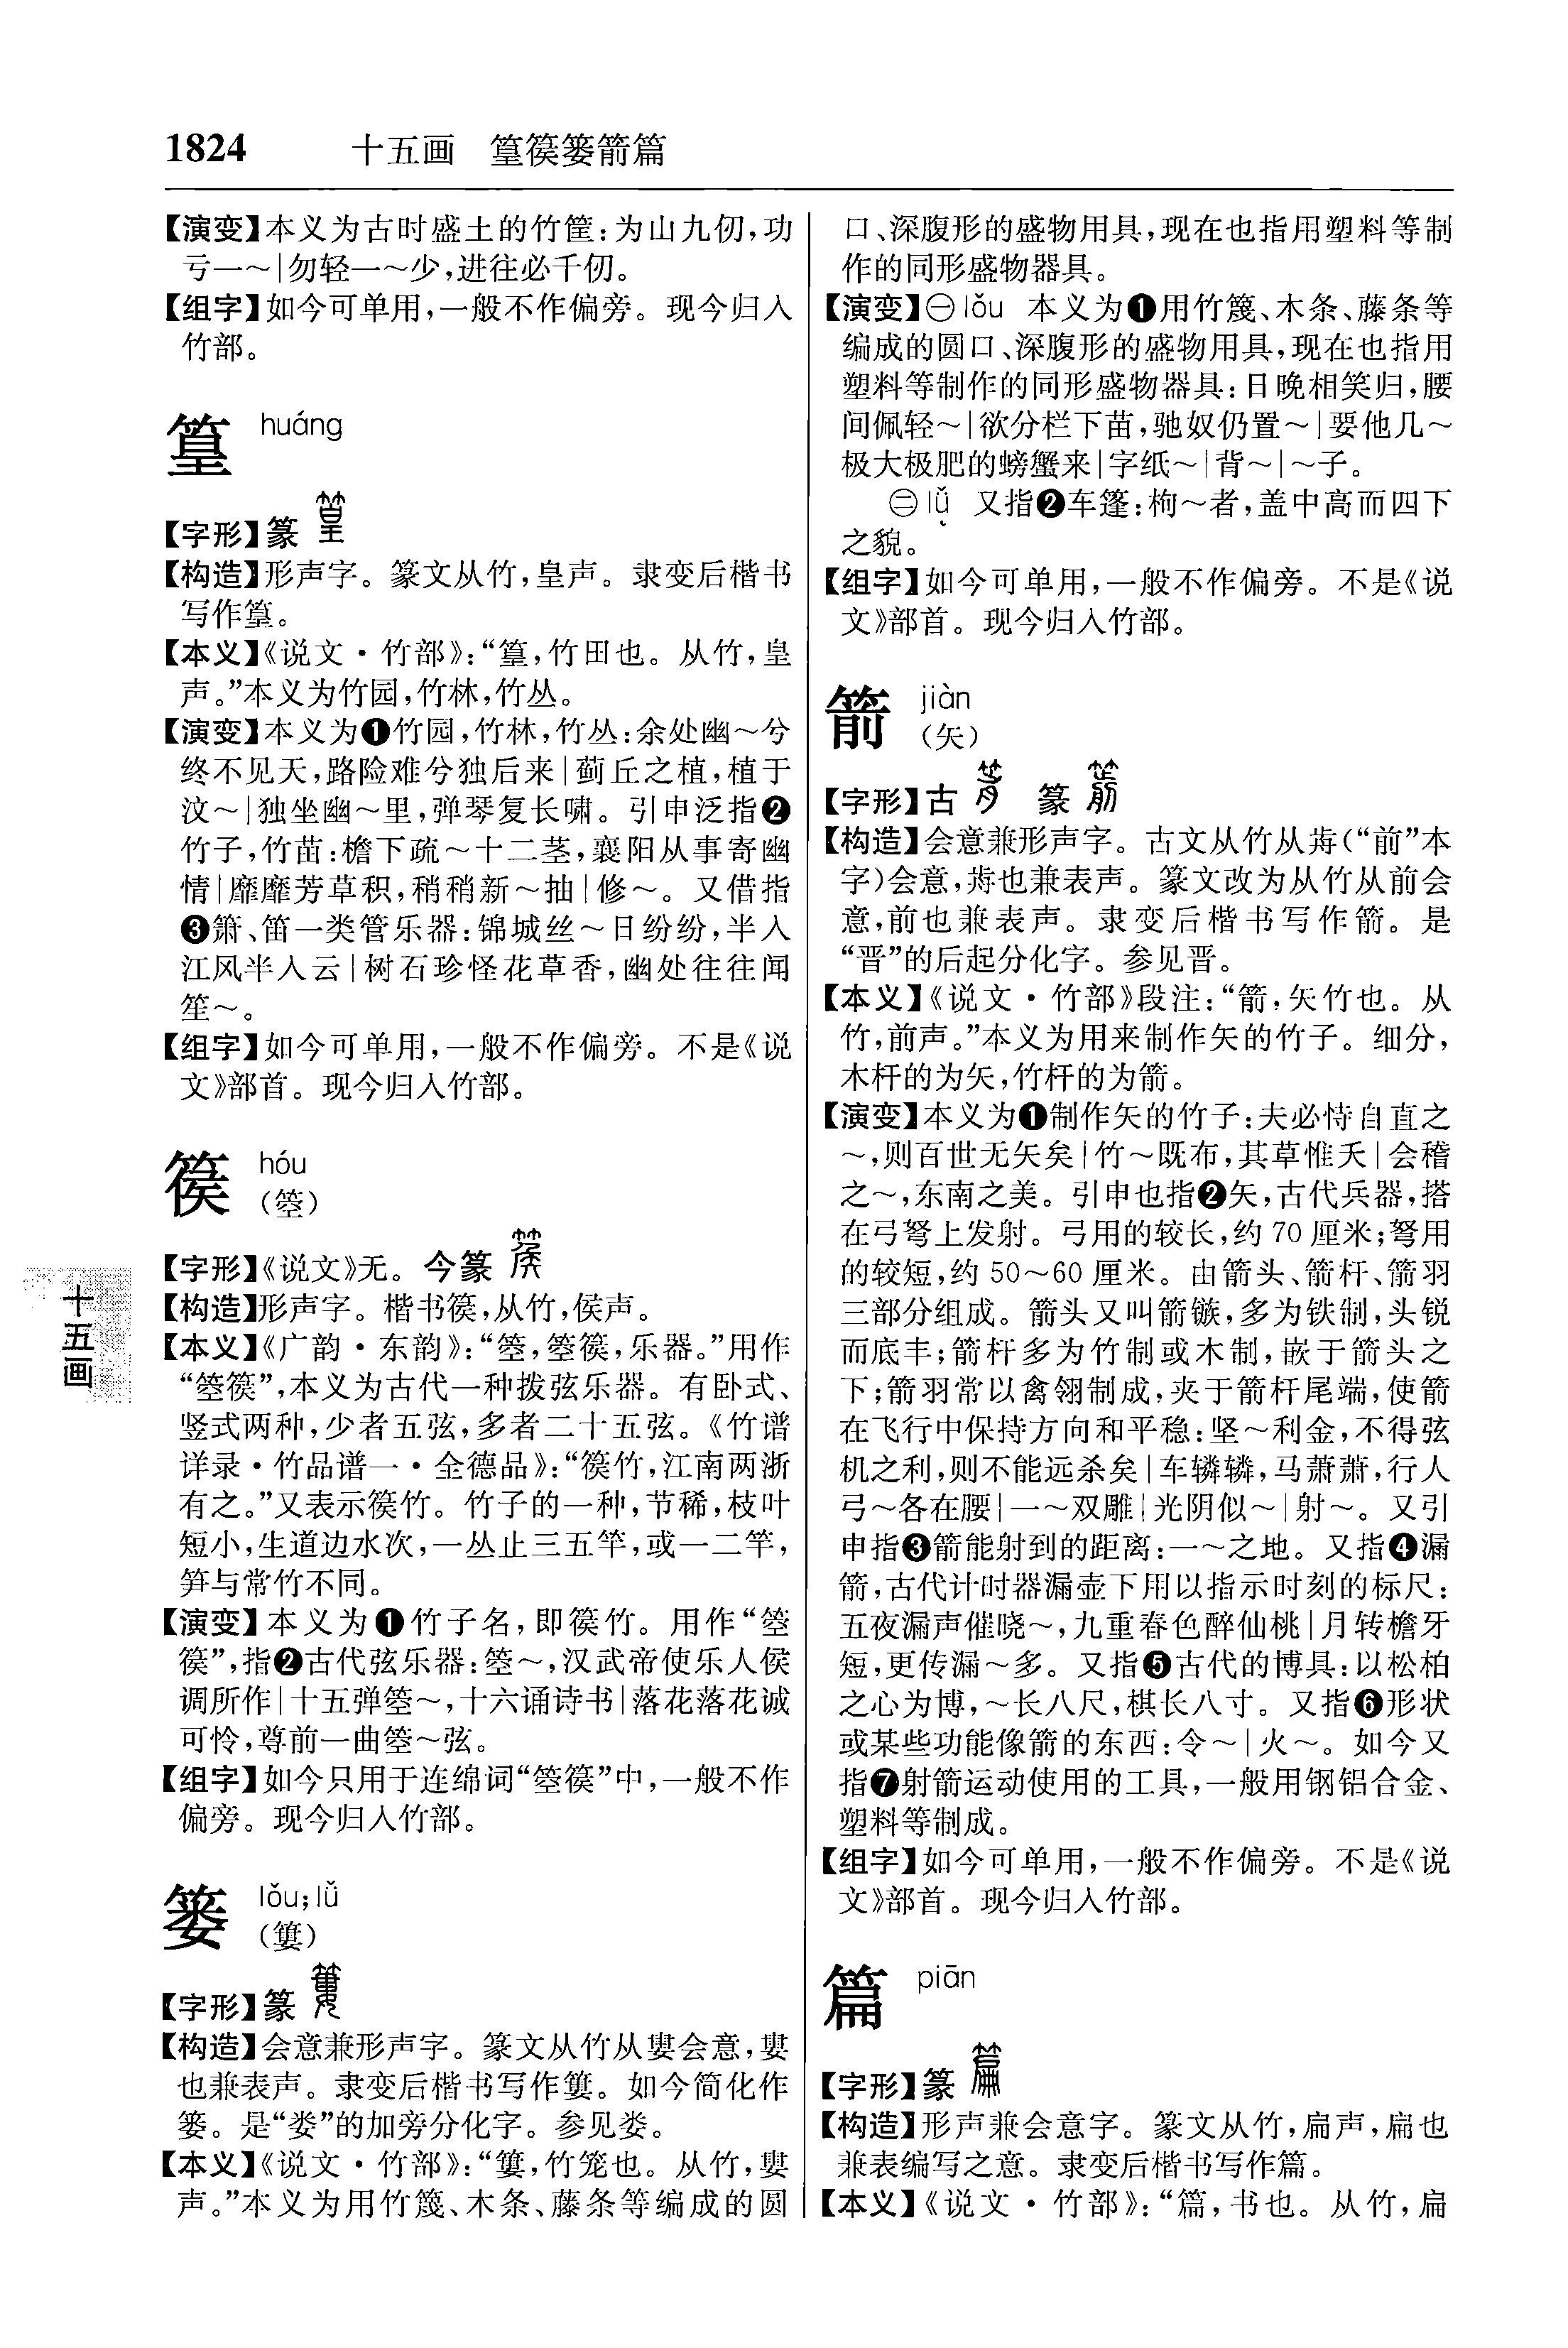 1824 十五画 篁篌篓箭篇
【演变】本义为古时盛土的竹筐：为山九仞，功
亏一～|勿轻一～少，进往必千仞。
【组字】如今可单用，一般不作偏旁。现今归入
竹部。
篁 huáng
【字形】篆
【构造】形声字。篆文从竹，皇声。隶变后楷书
写作篁。
【本义】《说文·竹部》：“篁，竹田也。从竹，皇
声。”本义为竹园，竹林，竹丛。
【演变】本义为❶竹园，竹林，竹丛：余处幽～兮
终不见天，路险难兮独后来|蓟丘之植，植于
汶～|独坐幽～里，弹琴复长啸。引申泛指❷
竹子，竹苗：檐下疏～十二茎，襄阳从事寄幽
情|靡靡芳草积，稍稍新～抽|修～。又借指
❸箫、笛一类管乐器：锦城丝～日纷纷，半入
江风半入云|树石珍怪花草香，幽处往往闻
笙～。
【组字】如今可单用，一般不作偏旁。不是《说
文》部首。现今归入竹部。
篌 hóu
（箜）
【字形】《说文》无。今篆
【构造】形声字。楷书篌，从竹，侯声。
【本义】《广韵·东韵》：“箜，箜篌，乐器。”用作
“箜篌”，本义为古代一种拨弦乐器。有卧式、
竖式两种，少者五弦，多者二十五弦。《竹谱
详录·竹品谱一·全德品》：“篌竹，江南两浙
有之。”又表示篌竹。竹子的一种，节稀，枝叶
短小，生道边水次，一丛止三五竿，或一二竿，
笋与常竹不同。
【演变】本义为❶竹子名，即篌竹。用作“箜
篌”，指❷古代弦乐器：箜～，汉武帝使乐人侯
调所作|十五弹箜～，十六诵诗书|落花落花诚
可怜，尊前一曲箜～弦。
【组字】如今只用于连绵词“箜篌”中，一般不作
偏旁。现今归入竹部。
篓 lǒu；lǚ
（簍）
【字形】篆
【构造】会意兼形声字。篆文从竹从婁会意，婁
也兼表声。隶变后楷书写作簍。如今简化作
篓。是“娄”的加旁分化字。参见娄。
【本义】《说文·竹部》：“簍，竹笼也。从竹，婁
声。”本义为用竹篾、木条、藤条等编成的圆
口、深腹形的盛物用具，现在也指用塑料等制
作的同形盛物器具。
【演变】㊀lǒu 本义为❶用竹篾、木条、藤条等
编成的圆口、深腹形的盛物用具，现在也指用
塑料等制作的同形盛物器具：日晚相笑归，腰
间佩轻～|欲分栏下苗，驰奴仍置～|要他几～
极大极肥的螃蟹来|字纸～|背～|～子。
㊁lǚ 又指❷车篷：枸～者，盖中高而四下
之貌。
【组字】如今可单用，一般不作偏旁。不是《说
文》部首。现今归入竹部。
箭 jiàn
（矢）
【字形】古 篆
【构造】会意兼形声字。古文从竹从歬（“前”本
字）会意，歬也兼表声。篆文改为从竹从前会
意，前也兼表声。隶变后楷书写作箭。是
“晋”的后起分化字。参见晋。
【本义】《说文·竹部》段注：“箭，矢竹也。从
竹，前声。”本义为用来制作矢的竹子。细分，
木杆的为矢，竹杆的为箭。
【演变】本义为❶制作矢的竹子：夫必恃自直之
～，则百世无矢矣|竹～既布，其草惟夭|会稽
之～，东南之美。引申也指❷矢，古代兵器，搭
在弓弩上发射。弓用的较长，约70厘米；弩用
的较短，约50～60厘米。由箭头、箭杆、箭羽
三部分组成。箭头又叫箭镞，多为铁制，头锐
而底丰；箭杆多为竹制或木制，嵌于箭头之
下；箭羽常以禽翎制成，夹于箭杆尾端，使箭
在飞行中保持方向和平稳：坚～利金，不得弦
机之利，则不能远杀矣|车辚辚，马萧萧，行人
弓～各在腰|一～双雕|光阴似～|射～。又引
申指❸箭能射到的距离：一～之地。又指❹漏
箭，古代计时器漏壶下用以指示时刻的标尺：
五夜漏声催晓～，九重春色醉仙桃|月转檐牙
短，更传漏～多。又指❺古代的博具：以松柏
之心为博，～长八尺，棋长八寸。又指❻形状
或某些功能像箭的东西：令～|火～。如今又
指❼射箭运动使用的工具，一般用钢铝合金、
塑料等制成。
【组字】如今可单用，一般不作偏旁。不是《说
文》部首。现今归入竹部。
篇 piān
【字形】篆
【构造】形声兼会意字。篆文从竹，扁声，扁也
兼表编写之意。隶变后楷书写作篇。
【本义】《说文·竹部》：“篇，书也。从竹，扁
十五画